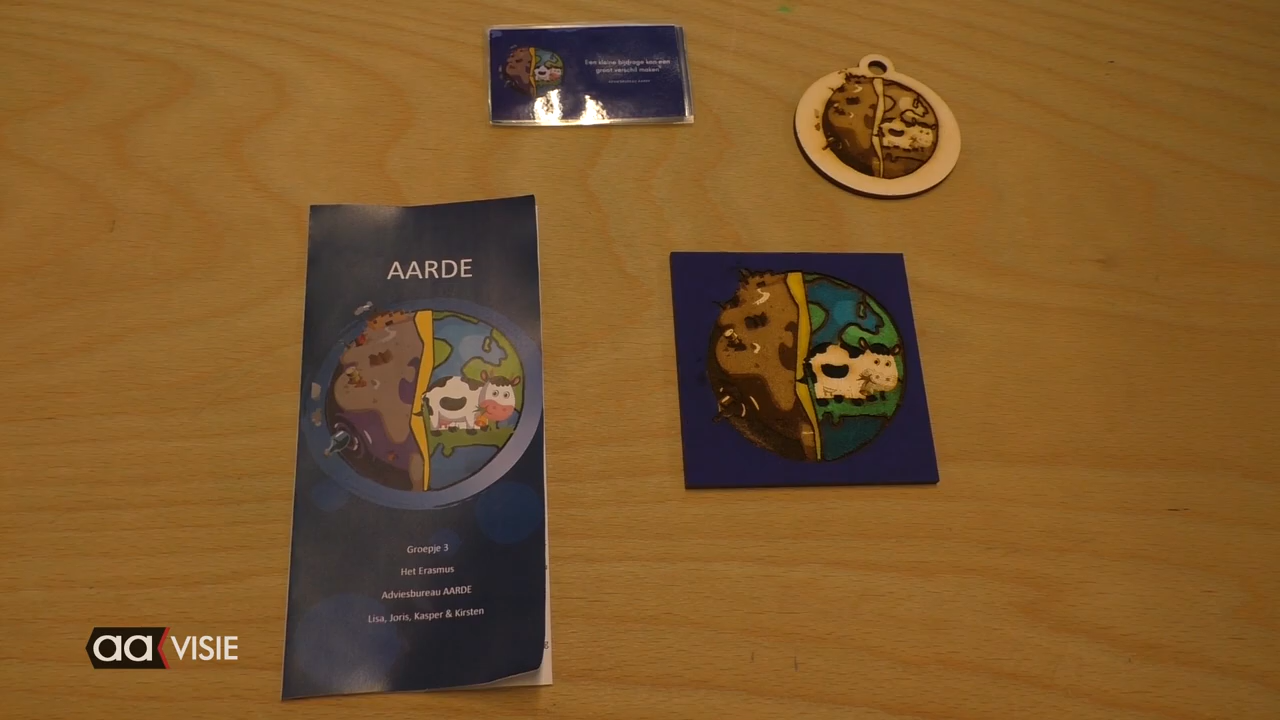 "Een kleine bijdrage kan een
groot verschil maken"
AARDE
Groepje 3
Het Erasmus
Adviesbureau AARDE
Lisa, Joris, Kasper & Kirsten
aa VISIE